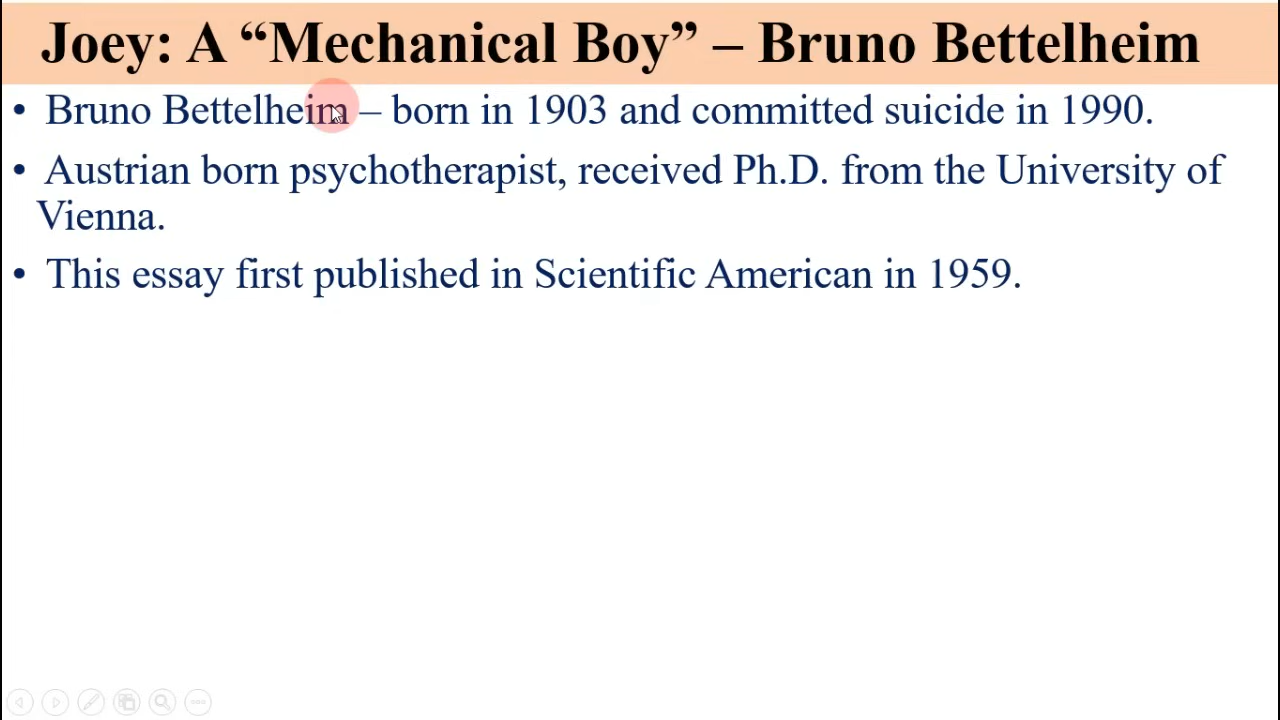 Joey: A “Mechanical Boy” – Bruno Bettelheim
• Bruno Bettelheim – born in 1903 and committed suicide in 1990.
• Austrian born psychotherapist, received Ph.D. from the University of
Vienna.
• This essay first published in Scientific American in 1959.